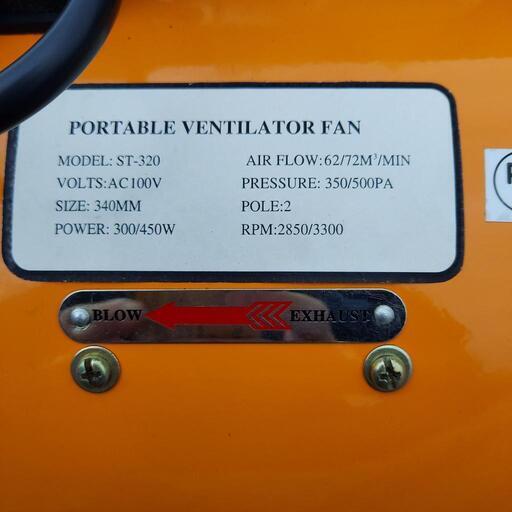 PORTABLE VENTILATOR FAN
MODEL: ST-320 AIR FLOW:62/72M³/MIN
VOLTS:AC100V PRESSURE: 350/500PA
SIZE: 340MM POLE:2
POWER: 300/450W RPM:2850/3300
BLOW EXHAUST